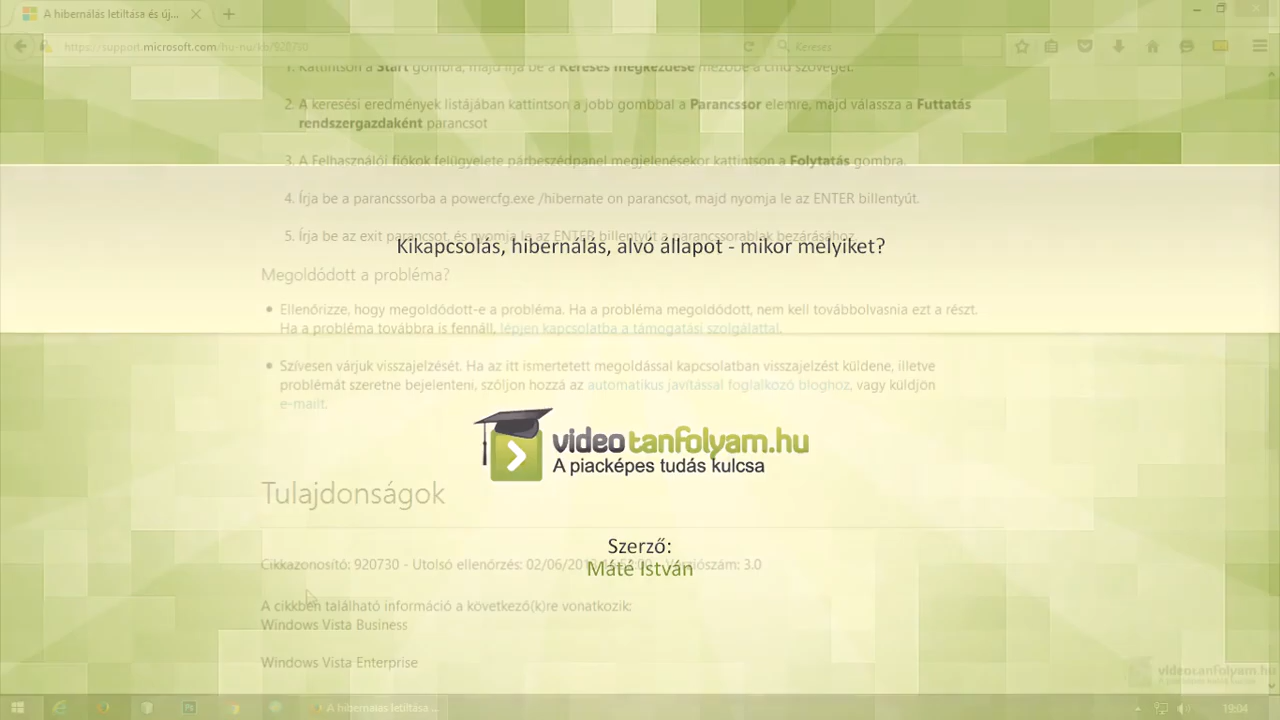 A hibernálás letiltása és új...
https://support.microsoft.com/hu-hu/kb/920730
Keresés
1. Kattintson a Start gombra, majd írja be a Keresés megkezdése mezőbe a cmd szöveget.
2. A keresési eredmények listájában kattintson a jobb gombbal a Parancssor elemre, majd válassza a Futtatás
rendszergazdaként parancsot
3. A Felhasználói fiókok felügyelete párbeszédpanel megjelenésekor kattintson a Folytatás gombra.
4. Írja be a parancssorba a powercfg.exe /hibernate on parancsot, majd nyomja le az ENTER billentyűt.
5. Írja be az exit parancsot, és nyomja le az ENTER billentyűt a parancssorablak bezárásához.
Kikapcsolás, hibernálás, alvó állapot - mikor melyiket?
Megoldódott a probléma?
• Ellenőrizze, hogy megoldódott-e a probléma. Ha a probléma megoldódott, nem kell továbbolvasnia ezt a részt.
Ha a probléma továbbra is fennáll, lépjen kapcsolatba a támogatási szolgálattal.
• Szívesen várjuk visszajelzését. Ha az itt ismertetett megoldással kapcsolatban visszajelzést küldene, illetve
problémát szeretne bejelenteni, szóljon hozzá az automatikus javítással foglalkozó bloghoz, vagy küldjön
e-mailt.
videotanfolyam.hu
A piacképes tudás kulcsa
Tulajdonságok
Szerző:
Cikkazonosító: 920730 - Utolsó ellenőrzés: 02/06/201 Verziószám: 3.0
Máté István
A cikkben található információ a következő(k)re vonatkozik:
Windows Vista Business
Windows Vista Enterprise
videotanfolyam.hu
A piacképes tudás kulcsa
A hibernálás letiltása ...
19:04